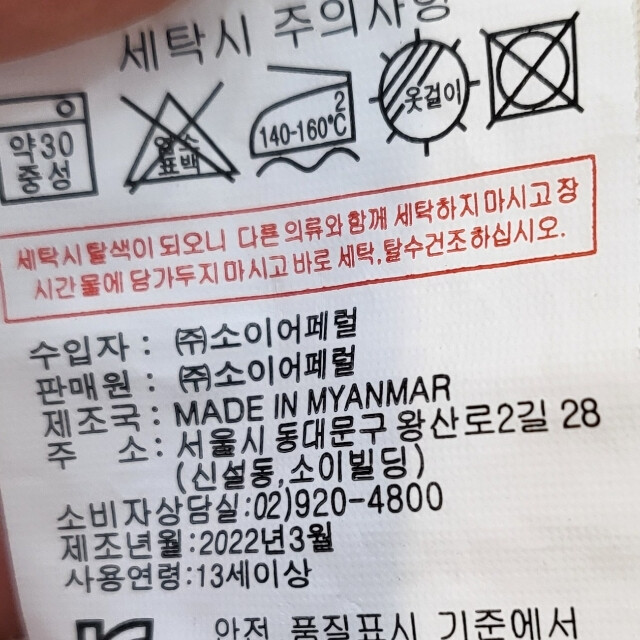 세탁시 주의사항
약30
중성
염소
표백
2
140-160℃
옷걸이
세탁시 탈색이 되오니 다른 의류와 함께 세탁하지 마시고 장
시간 물에 담가두지 마시고 바로 세탁,탈수건조하십시오.
수입자 : ㈜소이어페럴
판매원 : ㈜소이어페럴
제조국 : MADE IN MYANMAR
주 소: 서울시 동대문구 왕산로2길 28
(신설동,소이빌딩)
소비자상담실:02)920-4800
제조년월:2022년3월
사용연령:13세이상
안전 품질표시 기준에서